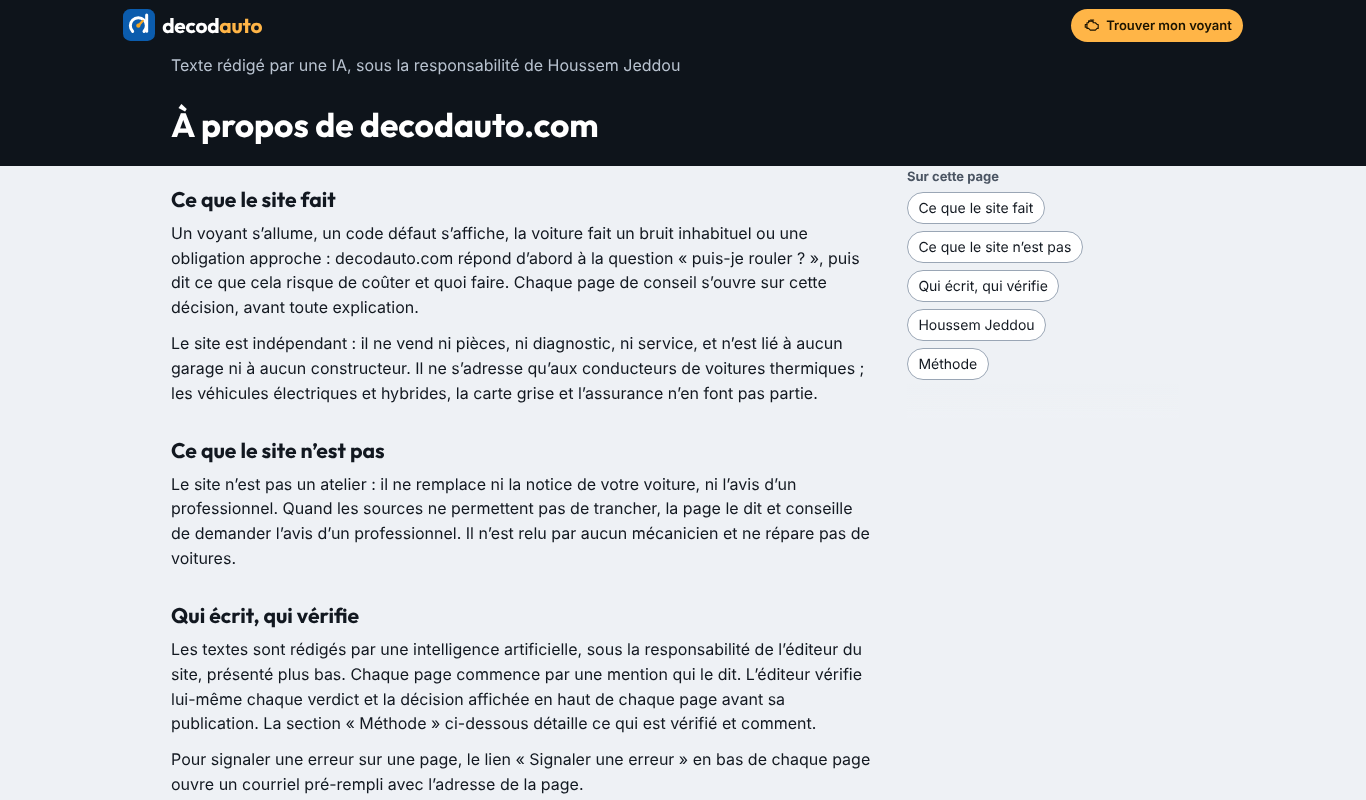 decodauto
Trouver mon voyant
Texte rédigé par une IA, sous la responsabilité de Houssem Jeddou
À propos de decodauto.com
Ce que le site fait
Un voyant s’allume, un code défaut s’affiche, la voiture fait un bruit inhabituel ou une
obligation approche : decodauto.com répond d’abord à la question « puis-je rouler ? », puis
dit ce que cela risque de coûter et quoi faire. Chaque page de conseil s’ouvre sur cette
décision, avant toute explication.
Le site est indépendant : il ne vend ni pièces, ni diagnostic, ni service, et n’est lié à aucun
garage ni à aucun constructeur. Il ne s’adresse qu’aux conducteurs de voitures thermiques ;
les véhicules électriques et hybrides, la carte grise et l’assurance n’en font pas partie.
Ce que le site n’est pas
Le site n’est pas un atelier : il ne remplace ni la notice de votre voiture, ni l’avis d’un
professionnel. Quand les sources ne permettent pas de trancher, la page le dit et conseille
de demander l’avis d’un professionnel. Il n’est relu par aucun mécanicien et ne répare pas de
voitures.
Qui écrit, qui vérifie
Les textes sont rédigés par une intelligence artificielle, sous la responsabilité de l’éditeur du
site, présenté plus bas. Chaque page commence par une mention qui le dit. L’éditeur vérifie
lui-même chaque verdict et la décision affichée en haut de chaque page avant sa
publication. La section « Méthode » ci-dessous détaille ce qui est vérifié et comment.
Pour signaler une erreur sur une page, le lien « Signaler une erreur » en bas de chaque page
ouvre un courriel pré-rempli avec l’adresse de la page.
Sur cette page
Ce que le site fait
Ce que le site n’est pas
Qui écrit, qui vérifie
Houssem Jeddou
Méthode